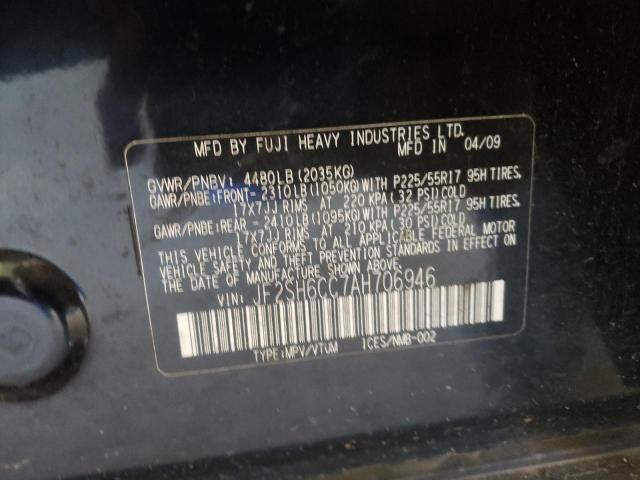 MFD BY FUJI HEAVY INDUSTRIES LTD.
MFD IN 04/09
GVWR/PNBV: 4480LB(2035KG)
GAWR/PNBE:FRONT- 2310LB(1050KG)WITH P225/55R17 95H TIRES,
17X7JJ RIMS AT 220 KPA(32 PSI)COLD
GAWR/PNBE:REAR - 2410LB(1095KG)WITH P225/55R17 95H TIRES,
17X7JJ RIMS AT 210 KPA(30 PSI)COLD
THIS VEHICLE CONFORMS TO ALL APPLICABLE FEDERAL MOTOR
VEHICLE SAFETY AND THEFT PREVENTION STANDARDS IN EFFECT
ON THE DATE OF MANUFACTURE SHOWN ABOVE.
VIN: JF2SH6CC7AH706946
TYPE:MPV/VTUM ICES/NMB-002